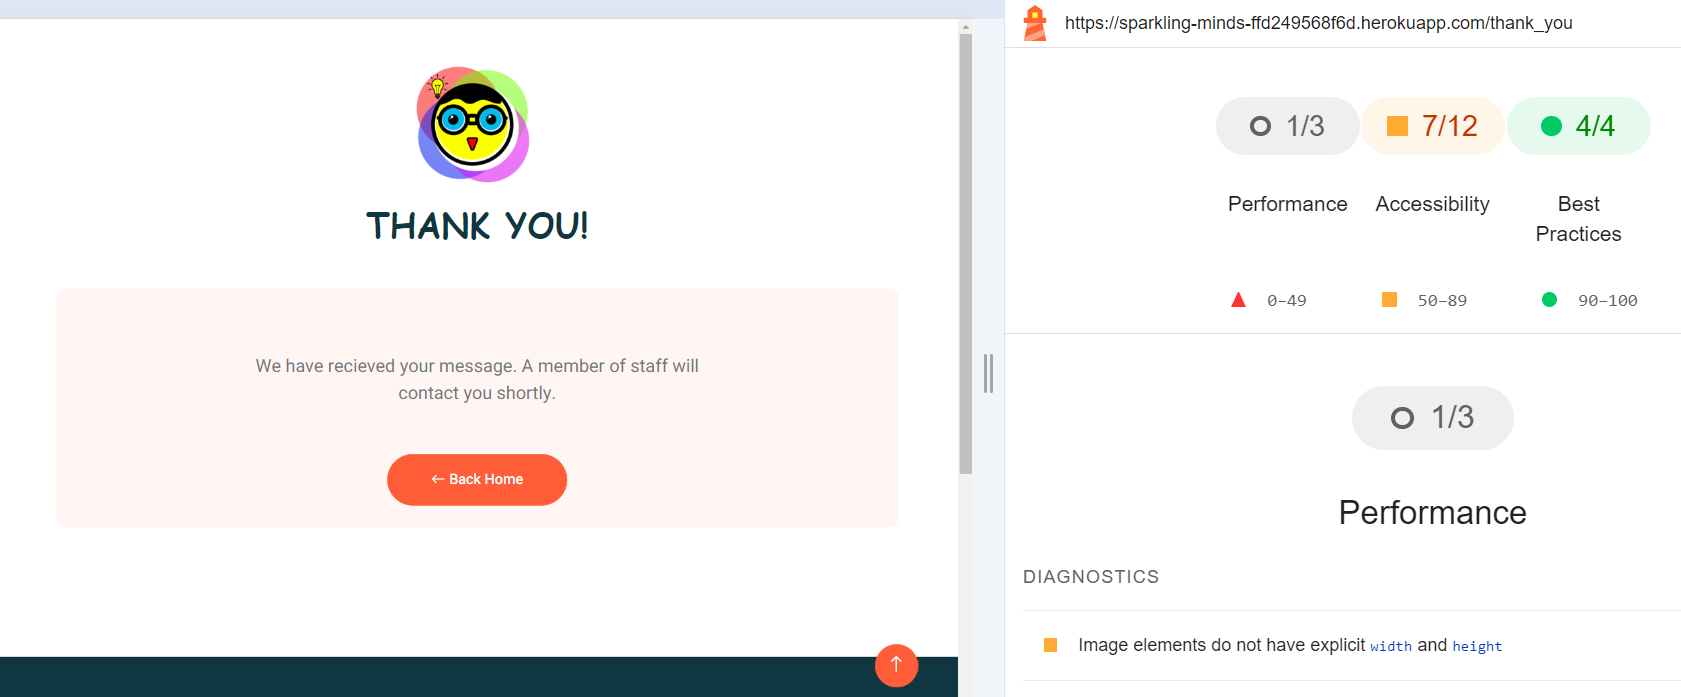 THANK YOU!
We have recieved your message. A member of staff will
contact you shortly.
← Back Home
↑
https://sparkling-minds-ffd249568f6d.herokuapp.com/thank_you
1/3
7/12
4/4
Performance
Accessibility
Best
Practices
0–49
50–89
90–100
1/3
Performance
DIAGNOSTICS
Image elements do not have explicit width and height